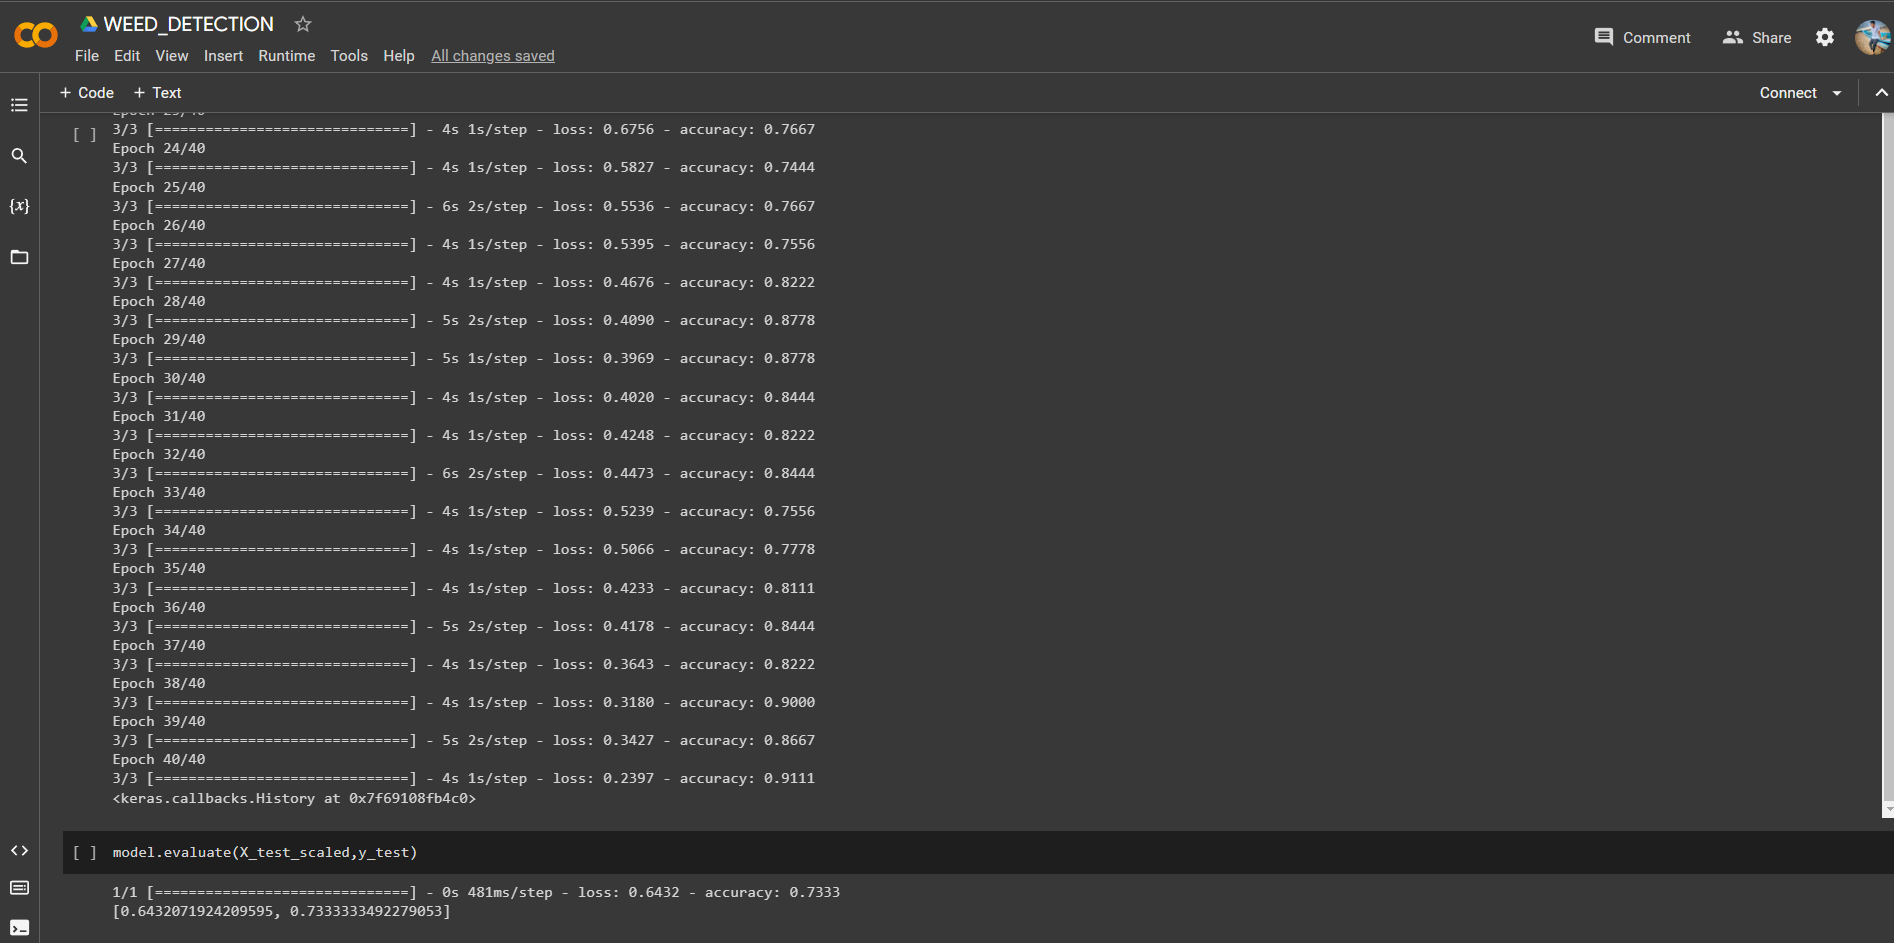 WEED_DETECTION
File Edit View Insert Runtime Tools Help All changes saved
Comment Share
+ Code + Text
Connect
[ ]
3/3 [==============================] - 4s 1s/step - loss: 0.6756 - accuracy: 0.7667
Epoch 24/40
3/3 [==============================] - 4s 1s/step - loss: 0.5827 - accuracy: 0.7444
Epoch 25/40
3/3 [==============================] - 6s 2s/step - loss: 0.5536 - accuracy: 0.7667
Epoch 26/40
3/3 [==============================] - 4s 1s/step - loss: 0.5395 - accuracy: 0.7556
Epoch 27/40
3/3 [==============================] - 4s 1s/step - loss: 0.4676 - accuracy: 0.8222
Epoch 28/40
3/3 [==============================] - 5s 2s/step - loss: 0.4090 - accuracy: 0.8778
Epoch 29/40
3/3 [==============================] - 5s 1s/step - loss: 0.3969 - accuracy: 0.8778
Epoch 30/40
3/3 [==============================] - 4s 1s/step - loss: 0.4020 - accuracy: 0.8444
Epoch 31/40
3/3 [==============================] - 4s 1s/step - loss: 0.4248 - accuracy: 0.8222
Epoch 32/40
3/3 [==============================] - 6s 2s/step - loss: 0.4473 - accuracy: 0.8444
Epoch 33/40
3/3 [==============================] - 4s 1s/step - loss: 0.5239 - accuracy: 0.7556
Epoch 34/40
3/3 [==============================] - 4s 1s/step - loss: 0.5066 - accuracy: 0.7778
Epoch 35/40
3/3 [==============================] - 4s 1s/step - loss: 0.4233 - accuracy: 0.8111
Epoch 36/40
3/3 [==============================] - 5s 2s/step - loss: 0.4178 - accuracy: 0.8444
Epoch 37/40
3/3 [==============================] - 4s 1s/step - loss: 0.3643 - accuracy: 0.8222
Epoch 38/40
3/3 [==============================] - 4s 1s/step - loss: 0.3180 - accuracy: 0.9000
Epoch 39/40
3/3 [==============================] - 5s 2s/step - loss: 0.3427 - accuracy: 0.8667
Epoch 40/40
3/3 [==============================] - 4s 1s/step - loss: 0.2397 - accuracy: 0.9111
<keras.callbacks.History at 0x7f69108fb4c0>
[ ] model.evaluate(X_test_scaled,y_test)
1/1 [==============================] - 0s 481ms/step - loss: 0.6432 - accuracy: 0.7333
[0.6432071924209595, 0.7333333492279053]